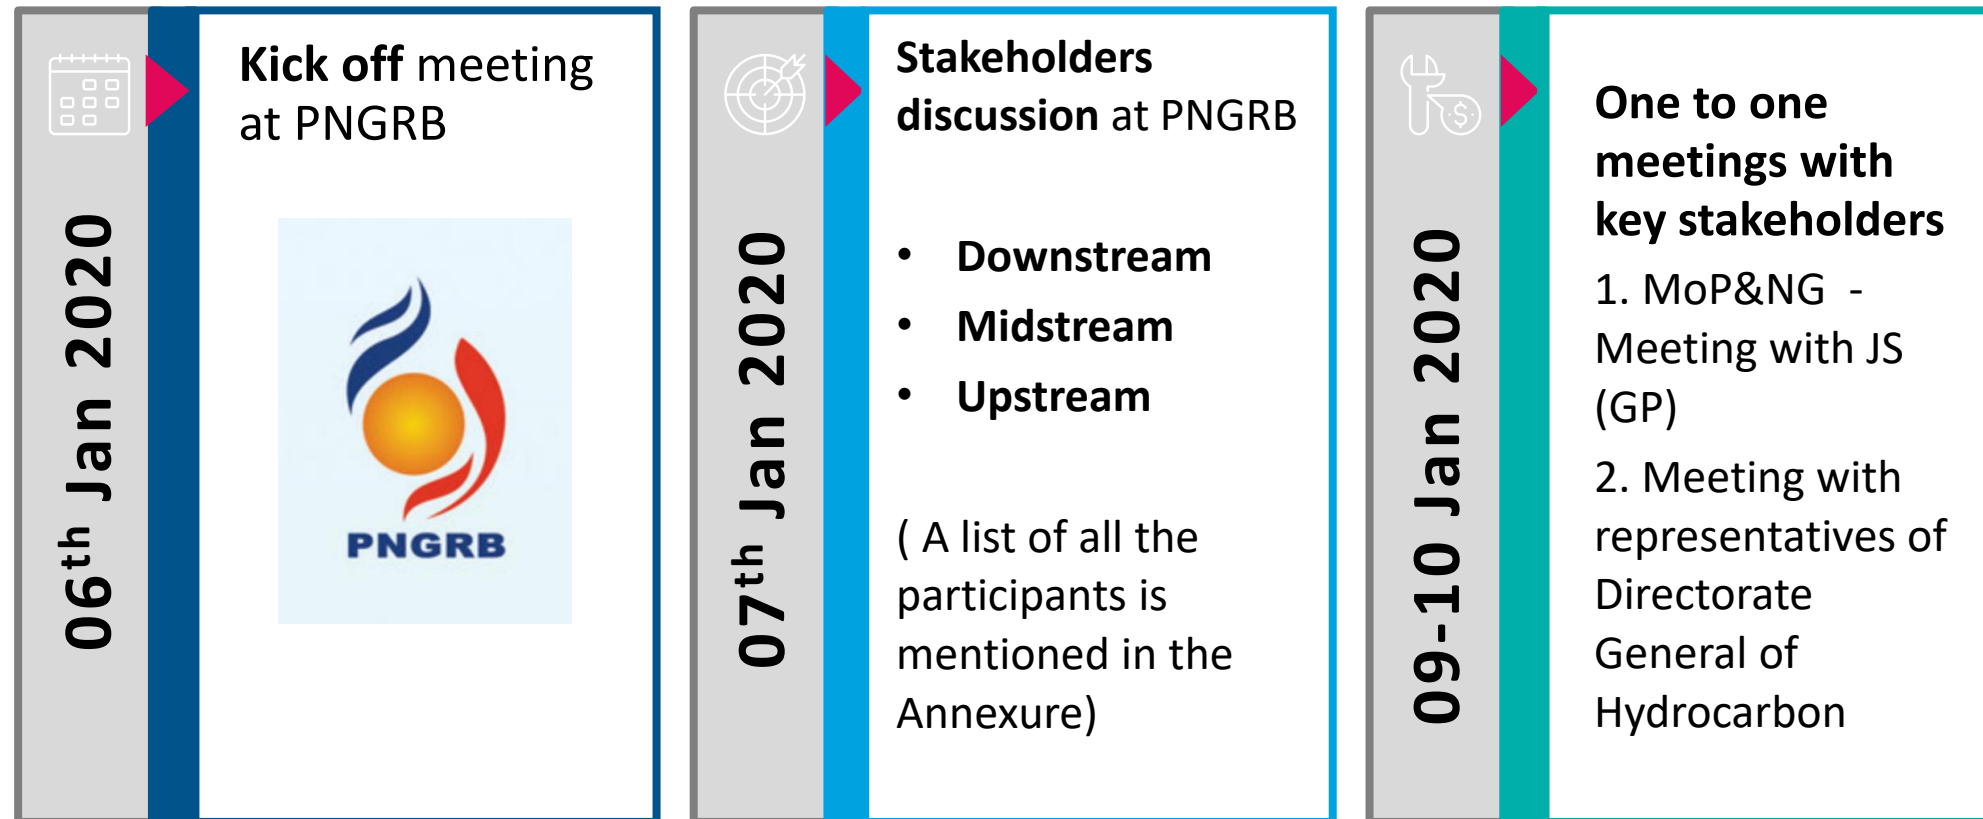 06th Jan 2020
Kick off meeting
at PNGRB
PNGRB
07th Jan 2020
Stakeholders
discussion at PNGRB
• Downstream
• Midstream
• Upstream
( A list of all the
participants is
mentioned in the
Annexure)
09-10 Jan 2020
One to one
meetings with
key stakeholders
1. MoP&NG -
Meeting with JS
(GP)
2. Meeting with
representatives of
Directorate
General of
Hydrocarbon
$